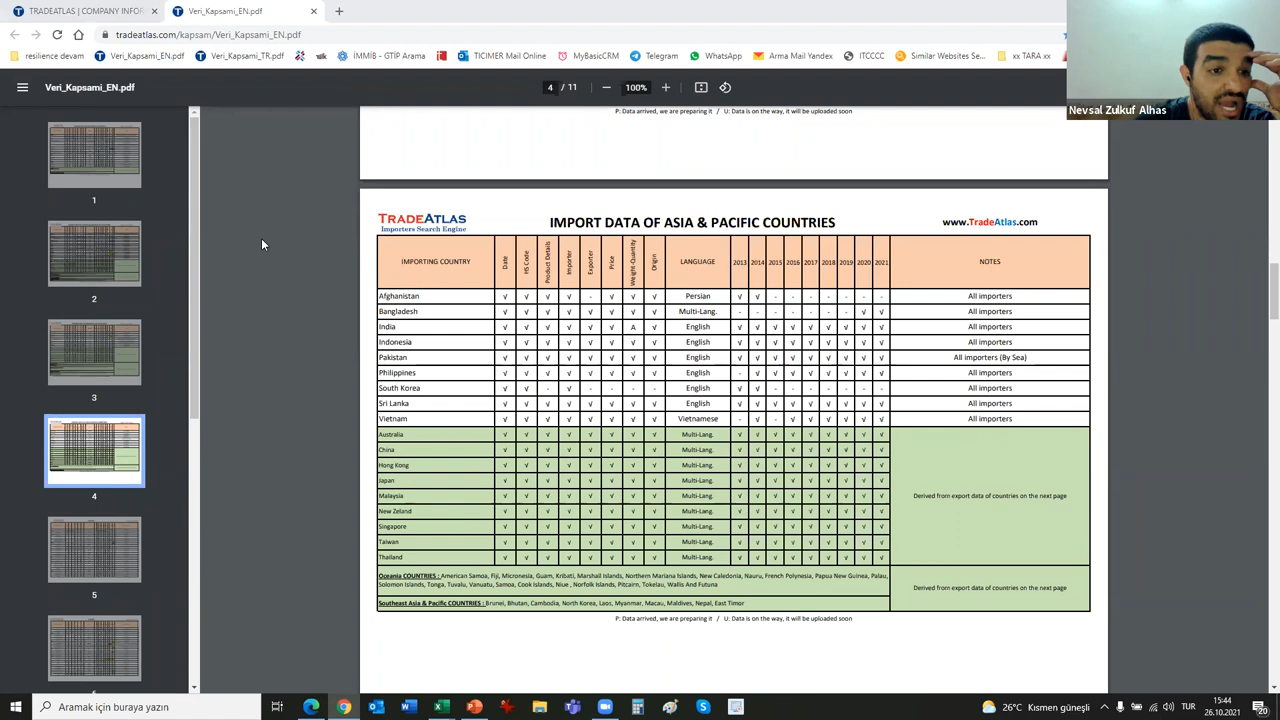 TRADEATLAS | COMPANY INFOR
Veri_Kapsami_EN.pdf
tradeatlas.com/kapsam/Veri_Kapsami_EN.pdf
resilience devam
Veri_Kapsami_EN.pdf
Veri_Kapsami_TR.pdf
İMMİB - GTİP Arama
TICIMER Mail Online
MyBasicCRM
Telegram
WhatsApp
Arma Mail Yandex
ITCCCC
Similar Websites Se...
xx TARA xx
Nevsal Zulkuf Alhas
Veri_Kapsami_EN.pdf
4 / 11
100%
1
2
3
4
5
P: Data arrived, we are preparing it / U: Data is on the way, it will be uploaded soon
TRADEATLAS
Importers Search Engine
IMPORT DATA OF ASIA & PACIFIC COUNTRIES
www.TradeAtlas.com
IMPORTING COUNTRY Date HS Code Product Details Importer Exporter Price Weight-Quantity Origin LANGUAGE 2013 2014 2015 2016 2017 2018 2019 2020 2021 NOTES
Afghanistan √ √ √ √ - √ √ √ Persian √ √ - - - - - - - All importers
Bangladesh √ √ √ √ √ √ √ √ Multi-Lang. - - - - - - - √ √ All importers
India √ √ √ √ √ √ A √ English √ √ √ √ √ √ √ √ √ All importers
Indonesia √ √ √ √ √ √ √ √ English √ √ √ √ √ √ √ √ √ All importers
Pakistan √ √ √ √ √ √ √ √ English √ √ √ √ √ √ √ √ √ All importers (By Sea)
Philippines √ √ √ √ √ √ √ √ English - √ √ √ √ √ √ √ √ All importers
South Korea √ √ - √ - - - - English √ √ - - - - - - - All importers
Sri Lanka √ √ √ √ √ √ √ √ English √ √ √ √ √ √ √ √ √ All importers
Vietnam √ √ √ √ √ √ √ √ Vietnamese - √ - √ √ √ √ √ √ All importers
Australia √ √ √ √ √ √ √ √ Multi-Lang. √ √ √ √ √ √ √ √ √
China √ √ √ √ √ √ √ √ Multi-Lang. √ √ √ √ √ √ √ √ √
Hong Kong √ √ √ √ √ √ √ √ Multi-Lang. √ √ √ √ √ √ √ √ √
Japan √ √ √ √ √ √ √ √ Multi-Lang. √ √ √ √ √ √ √ √ √
Malaysia √ √ √ √ √ √ √ √ Multi-Lang. √ √ √ √ √ √ √ √ √ Derived from export data of countries on the next page
New Zeland √ √ √ √ √ √ √ √ Multi-Lang. √ √ √ √ √ √ √ √ √
Singapore √ √ √ √ √ √ √ √ Multi-Lang. √ √ √ √ √ √ √ √ √
Taiwan √ √ √ √ √ √ √ √ Multi-Lang. √ √ √ √ √ √ √ √ √
Thailand √ √ √ √ √ √ √ √ Multi-Lang. √ √ √ √ √ √ √ √ √
Oceania COUNTRIES : American Samoa, Fiji, Micronesia, Guam, Kribati, Marshall Islands, Northern Mariana Islands, New Caledonia, Nauru, French Polynesia, Papua New Guinea, Palau,
Solomon Islands, Tonga, Tuvalu, Vanuatu, Samoa, Cook Islands, Niue , Norfolk Islands, Pitcairn, Tokelau, Wallis And Futuna
Derived from export data of countries on the next page
Southeast Asia & Pacific COUNTRIES : Brunei, Bhutan, Cambodia, North Korea, Laos, Myanmar, Macau, Maldives, Nepal, East Timor
P: Data arrived, we are preparing it / U: Data is on the way, it will be uploaded soon
Aramak için buraya yazın
26°C Kısmen güneşli
TUR
15:44
26.10.2021
20